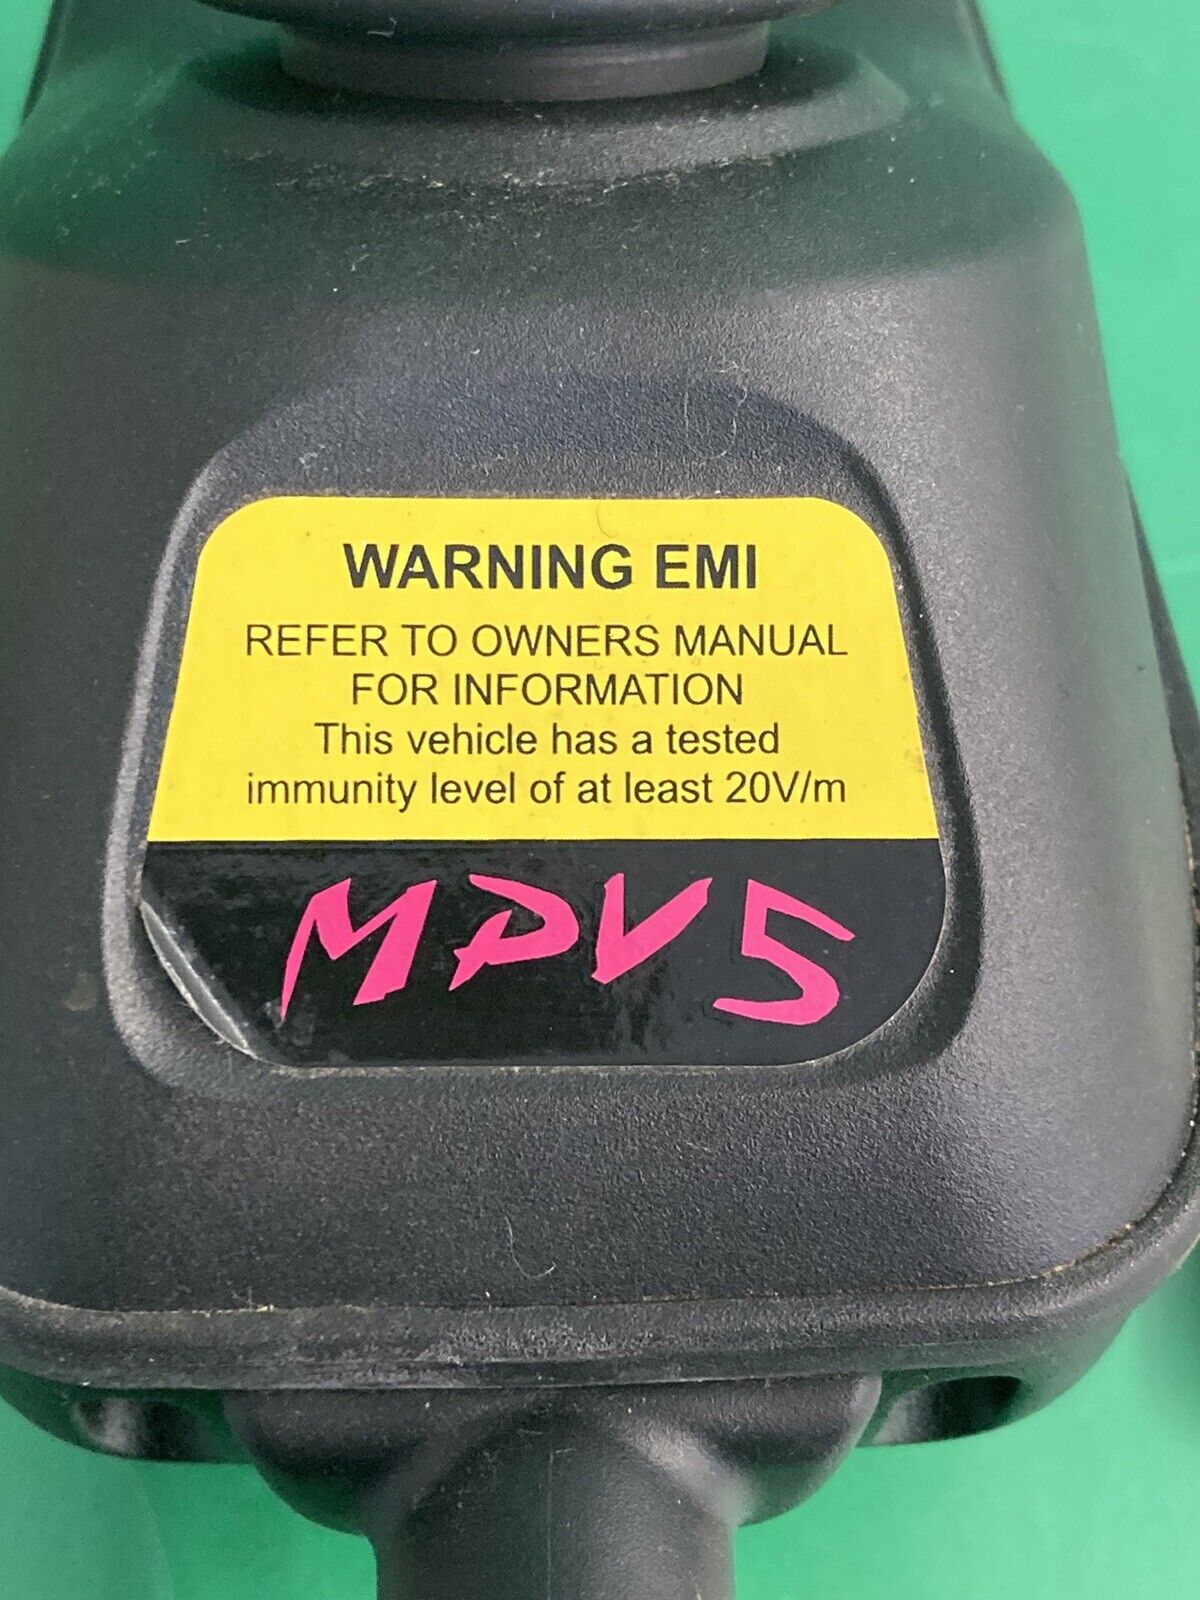 WARNING EMI
REFER TO OWNERS MANUAL
FOR INFORMATION
This vehicle has a tested
immunity level of at least 20V/m
MPV5